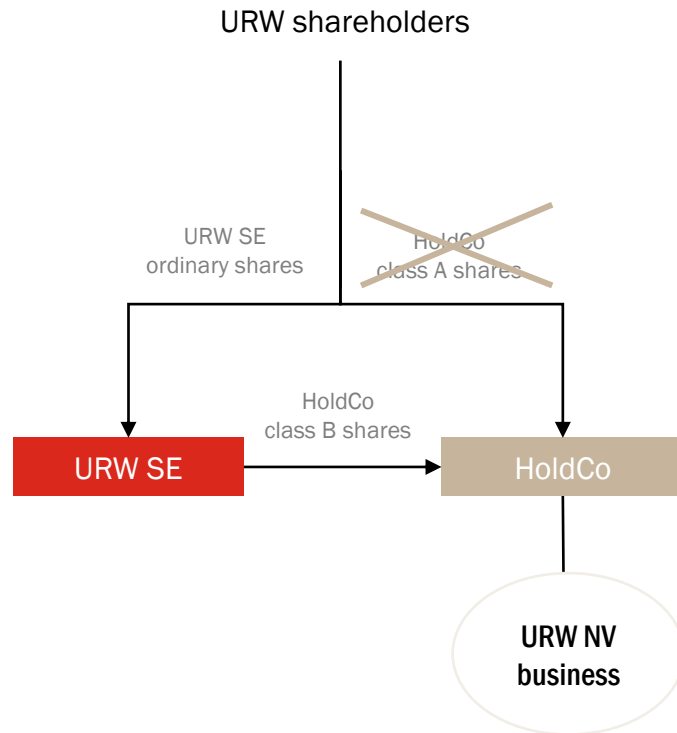 URW shareholders
URW SE
ordinary shares
HoldCo
class A shares
HoldCo
class B shares
URW SE
HoldCo
URW NV
business